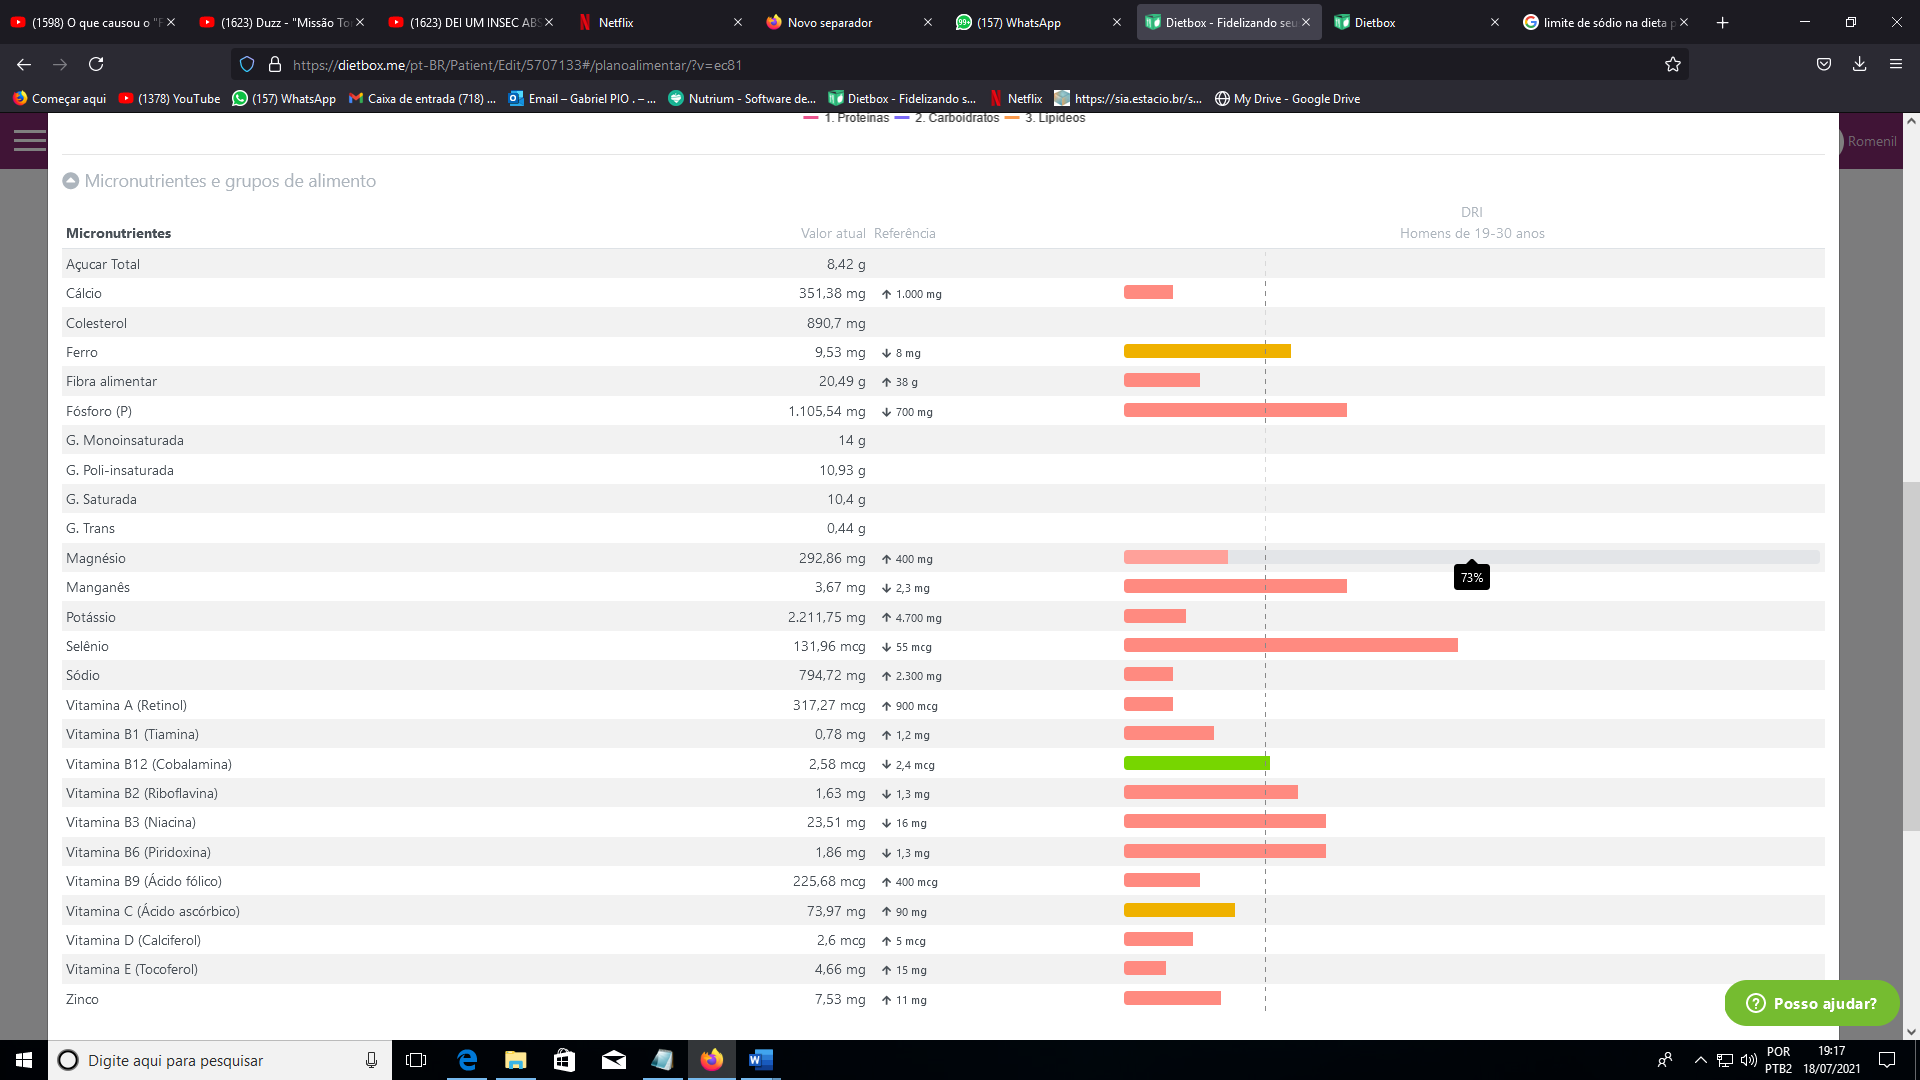 (1598) O que causou o "F
(1623) Duzz - "Missão To
(1623) DEI UM INSEC ABS
Netflix
Novo separador
99+
(157) WhatsApp
Dietbox - Fidelizando seu
Dietbox
limite de sódio na dieta p
https://dietbox.me/pt-BR/Patient/Edit/5707133#/planoalimentar/?v=ec81
Começar aqui
(1378) YouTube
(157) WhatsApp
Caixa de entrada (718) ...
Email – Gabriel PIO . – ...
Nutrium - Software de...
Dietbox - Fidelizando s...
Netflix
https://sia.estacio.br/s...
My Drive - Google Drive
1. Proteínas 2. Carboidratos 3. Lipídeos
Romenil
Micronutrientes e grupos de alimento
DRI
Micronutrientes Valor atual Referência Homens de 19-30 anos
Açucar Total 8,42 g
Cálcio 351,38 mg ↑ 1.000 mg
Colesterol 890,7 mg
Ferro 9,53 mg ↓ 8 mg
Fibra alimentar 20,49 g ↑ 38 g
Fósforo (P) 1.105,54 mg ↓ 700 mg
G. Monoinsaturada 14 g
G. Poli-insaturada 10,93 g
G. Saturada 10,4 g
G. Trans 0,44 g
Magnésio 292,86 mg ↑ 400 mg
73%
Manganês 3,67 mg ↓ 2,3 mg
Potássio 2.211,75 mg ↑ 4.700 mg
Selênio 131,96 mcg ↓ 55 mcg
Sódio 794,72 mg ↑ 2.300 mg
Vitamina A (Retinol) 317,27 mcg ↑ 900 mcg
Vitamina B1 (Tiamina) 0,78 mg ↑ 1,2 mg
Vitamina B12 (Cobalamina) 2,58 mcg ↓ 2,4 mcg
Vitamina B2 (Riboflavina) 1,63 mg ↓ 1,3 mg
Vitamina B3 (Niacina) 23,51 mg ↓ 16 mg
Vitamina B6 (Piridoxina) 1,86 mg ↓ 1,3 mg
Vitamina B9 (Ácido fólico) 225,68 mcg ↑ 400 mcg
Vitamina C (Ácido ascórbico) 73,97 mg ↑ 90 mg
Vitamina D (Calciferol) 2,6 mcg ↑ 5 mcg
Vitamina E (Tocoferol) 4,66 mg ↑ 15 mg
Zinco 7,53 mg ↑ 11 mg
Posso ajudar?
Digite aqui para pesquisar
POR
PTB2
19:17
18/07/2021